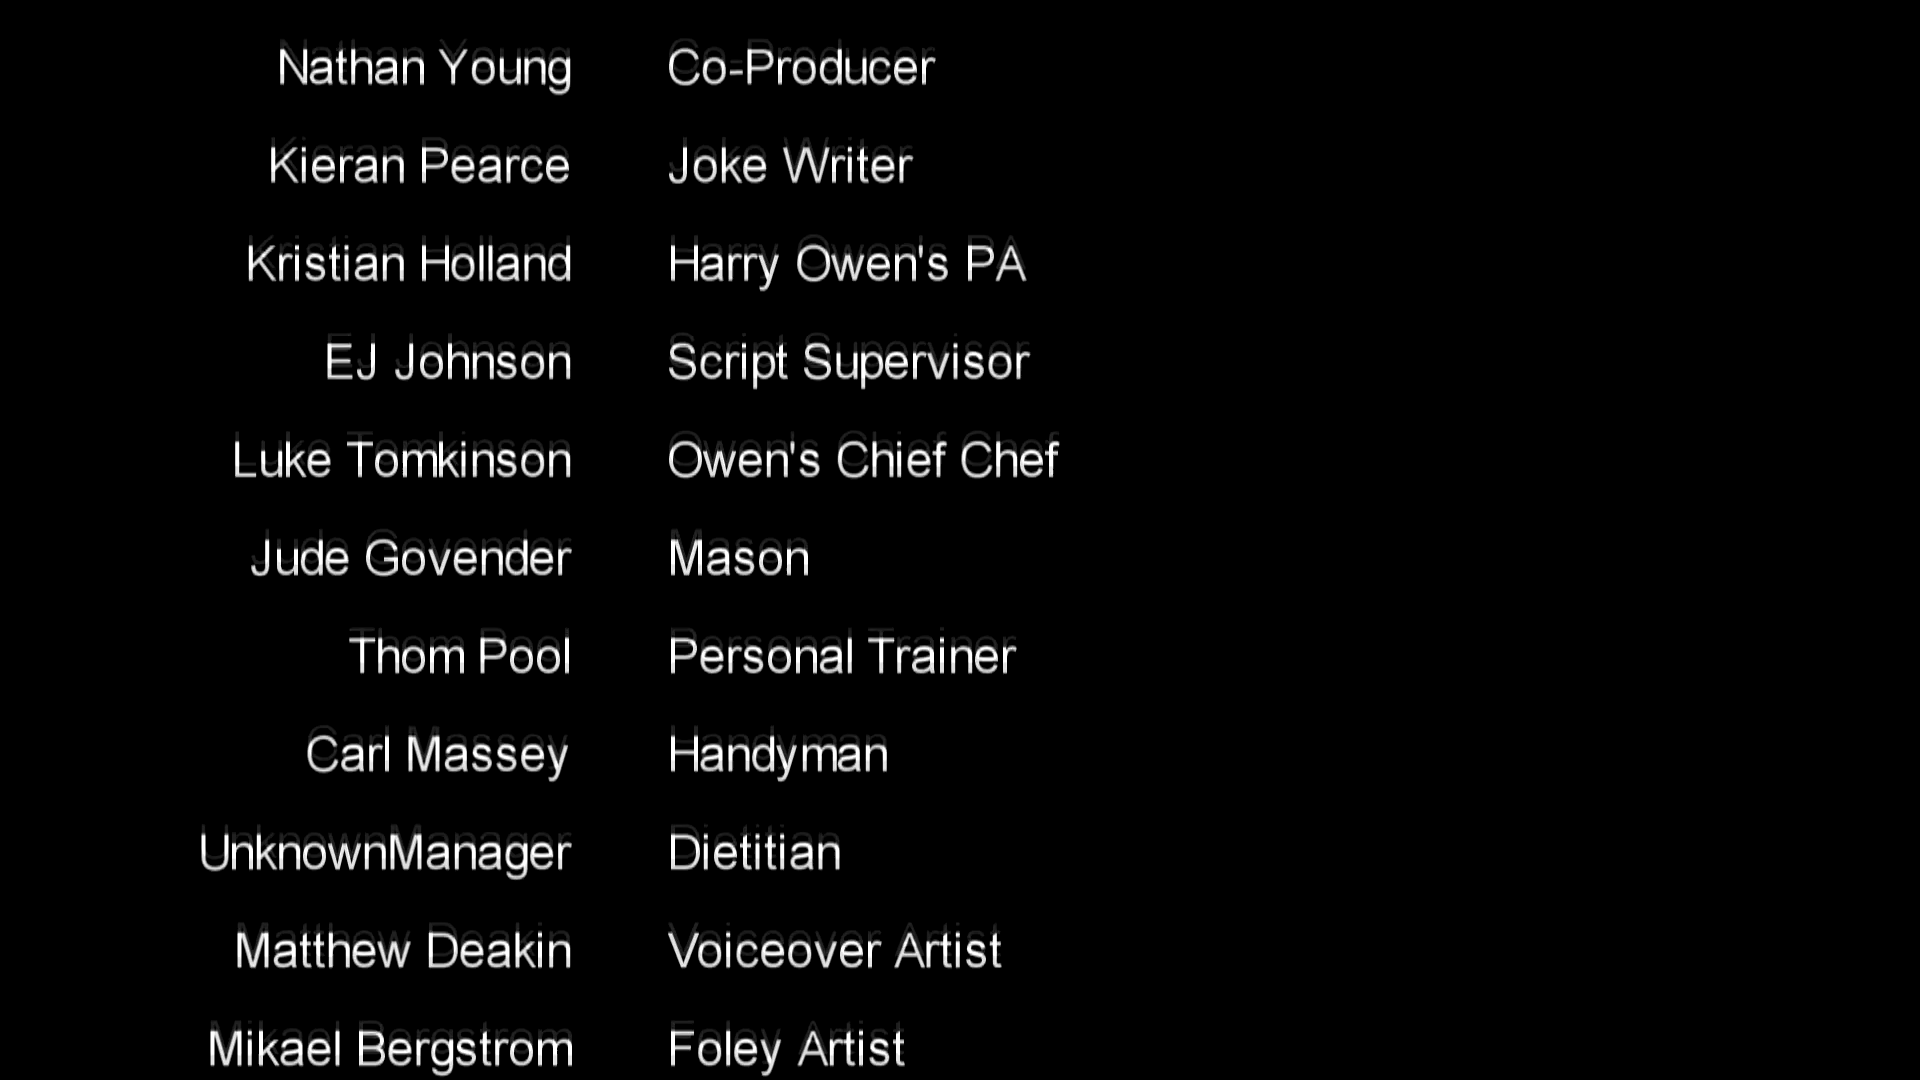 Nathan Young Co-Producer
Kieran Pearce Joke Writer
Kristian Holland Harry Owen's PA
EJ Johnson Script Supervisor
Luke Tomkinson Owen's Chief Chef
Jude Govender Mason
Thom Pool Personal Trainer
Carl Massey Handyman
UnknownManager Dietitian
Matthew Deakin Voiceover Artist
Mikael Bergstrom Foley Artist